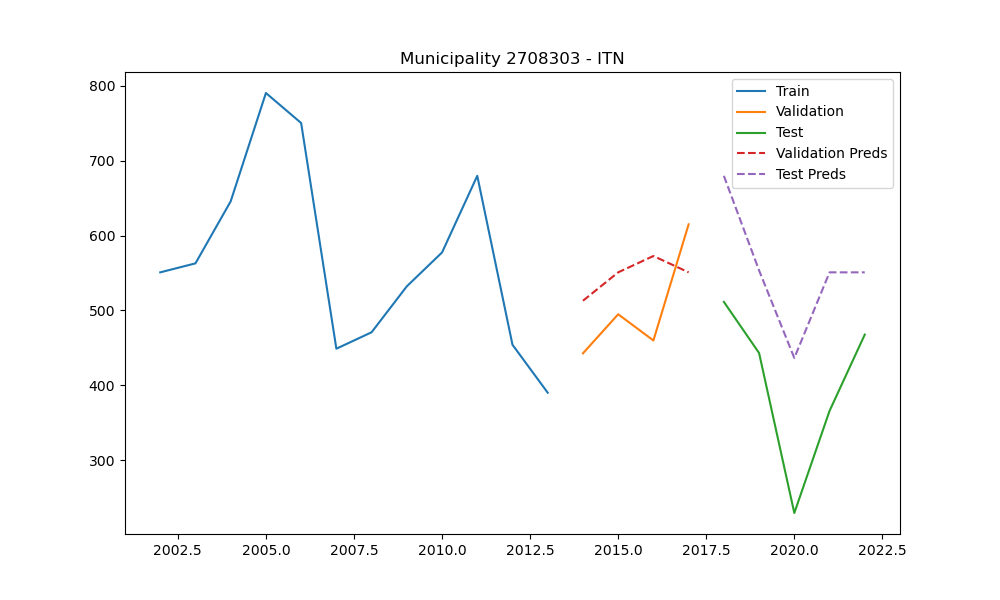 Municipality 2708303 - ITN
800
700
600
500
400
300
Train
Validation
Test
Validation Preds
Test Preds
2002.5 2005.0 2007.5 2010.0 2012.5 2015.0 2017.5 2020.0 2022.5